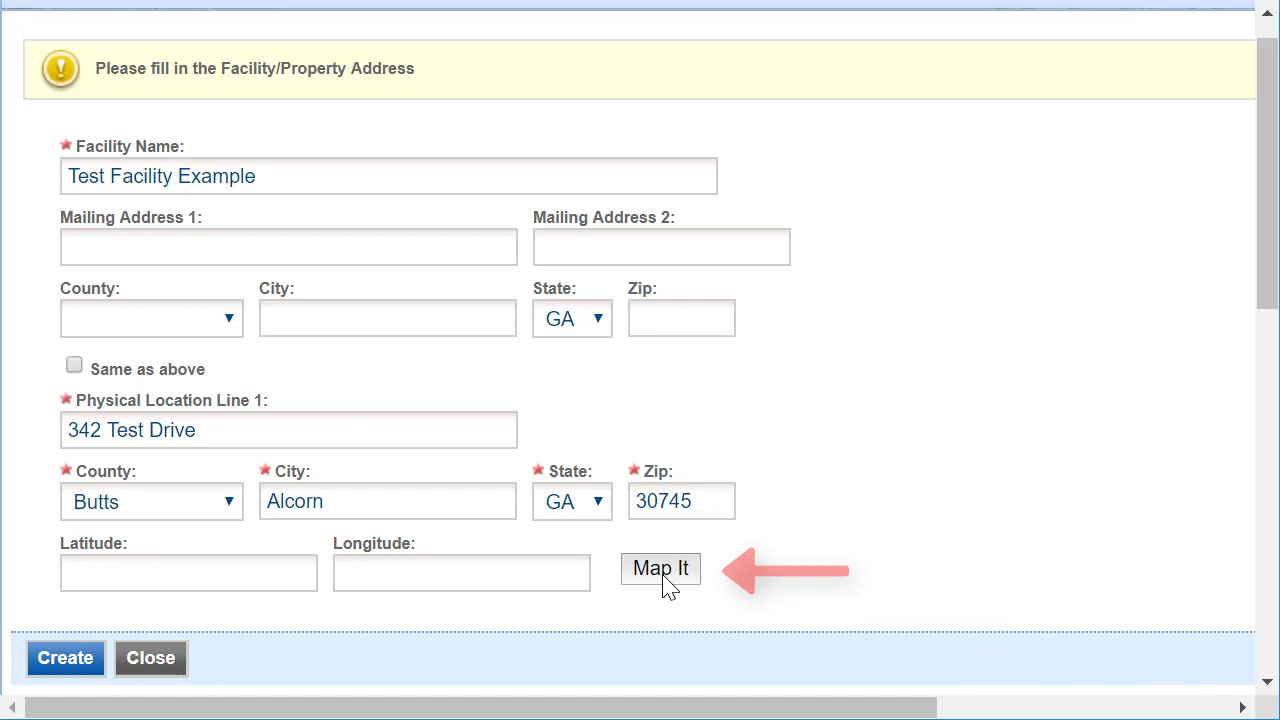 Please fill in the Facility/Property Address
Facility Name:
Test Facility Example
Mailing Address 1: Mailing Address 2:
County: City: State: Zip:
GA
Same as above
Physical Location Line 1:
342 Test Drive
County: City: State: Zip:
Butts Alcorn GA 30745
Latitude: Longitude:
Map It
Create Close